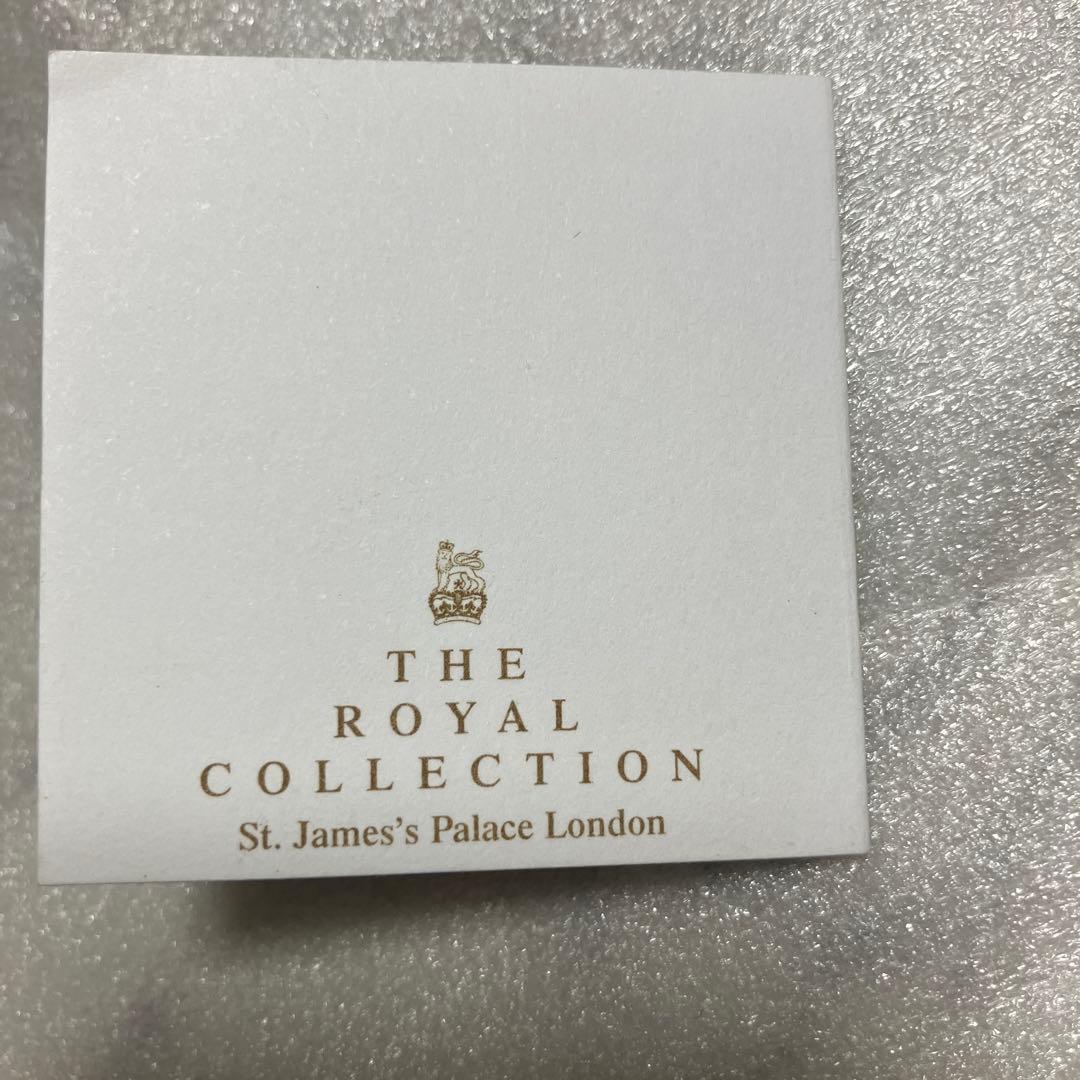 THE
ROYAL
COLLECTION
St. James's Palace London